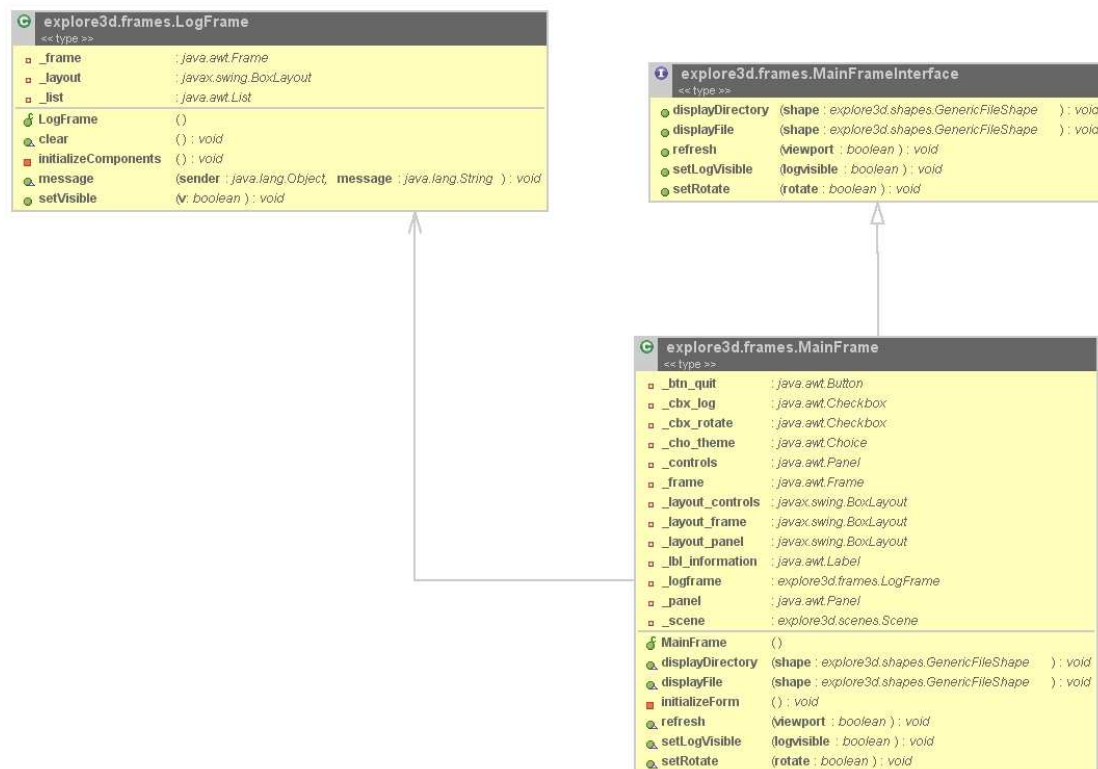 explore3d.frames.LogFrame
<< type >>
_frame : java.awt.Frame
_layout : javax.swing.BoxLayout
_list : java.awt.List
LogFrame ()
clear () : void
initializeComponents () : void
message (sender : java.lang.Object, message : java.lang.String ) : void
setVisible (v: boolean ) : void
explore3d.frames.MainFrameInterface
<< type >>
displayDirectory (shape : explore3d.shapes.GenericFileShape ) : void
displayFile (shape : explore3d.shapes.GenericFileShape ) : void
refresh (viewport : boolean ) : void
setLogVisible (logvisible : boolean ) : void
setRotate (rotate : boolean ) : void
explore3d.frames.MainFrame
<< type >>
_btn_quit : java.awt.Button
_cbx_log : java.awt.Checkbox
_cbx_rotate : java.awt.Checkbox
_cho_theme : java.awt.Choice
_controls : java.awt.Panel
_frame : java.awt.Frame
_layout_controls : javax.swing.BoxLayout
_layout_frame : javax.swing.BoxLayout
_layout_panel : javax.swing.BoxLayout
_lbl_information : java.awt.Label
_logframe : explore3d.frames.LogFrame
_panel : java.awt.Panel
_scene : explore3d.scenes.Scene
MainFrame ()
displayDirectory (shape : explore3d.shapes.GenericFileShape ) : void
displayFile (shape : explore3d.shapes.GenericFileShape ) : void
initializeForm () : void
refresh (viewport : boolean ) : void
setLogVisible (logvisible : boolean ) : void
setRotate (rotate : boolean ) : void